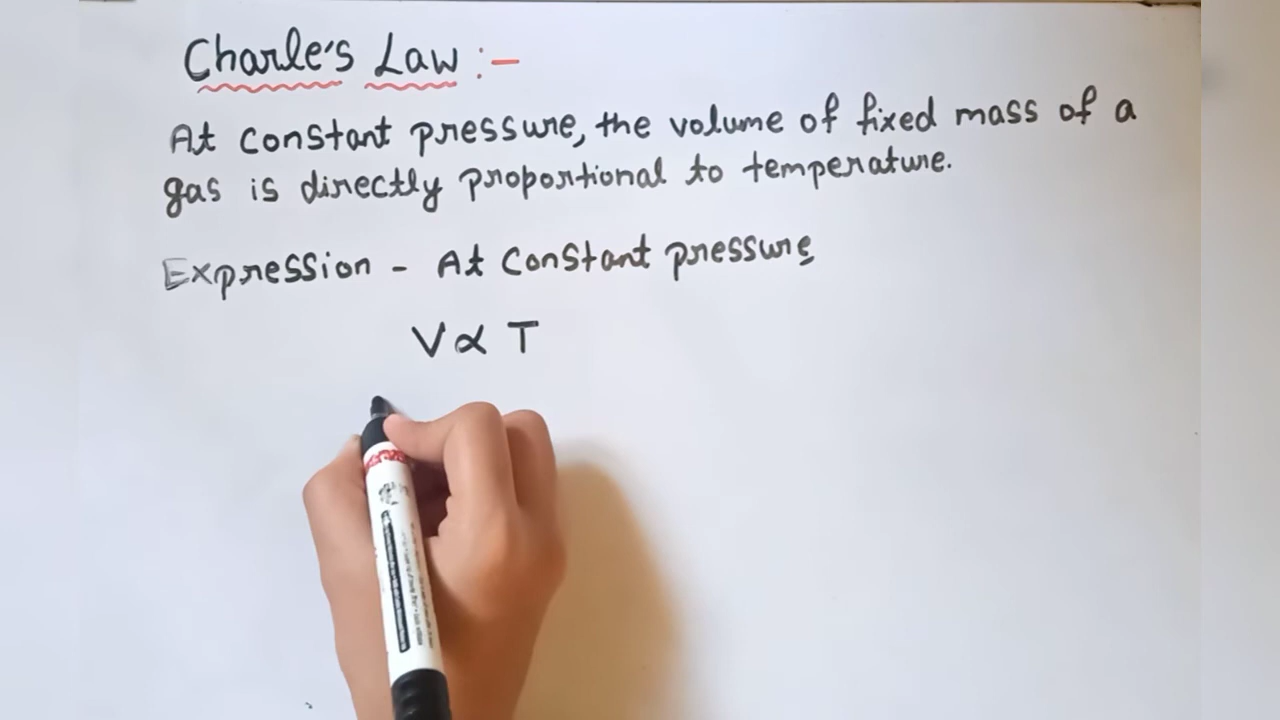 Charle's Law :-
At constant pressure, the volume of fixed mass of a
gas is directly proportional to temperature.
Expression - At constant pressure
V ∝ T